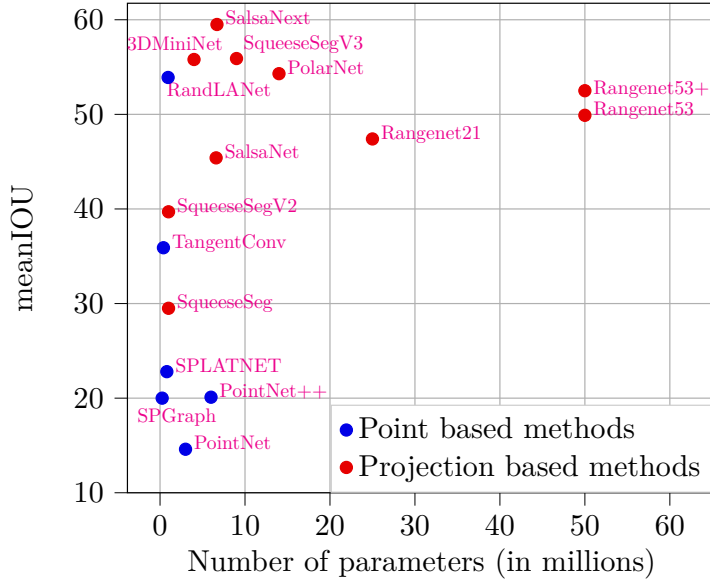 60
SalsaNext
3DMiniNet
SqueeseSegV3
PolarNet
RandLANet
Rangenet53+
50
Rangenet53
Rangenet21
SalsaNet
40
SqueeseSegV2
TangentConv
meanIOU
30
SqueeseSeg
SPLATNET
20
PointNet++
SPGraph
PointNet
Point based methods
Projection based methods
10
0 10 20 30 40 50 60
Number of parameters (in millions)